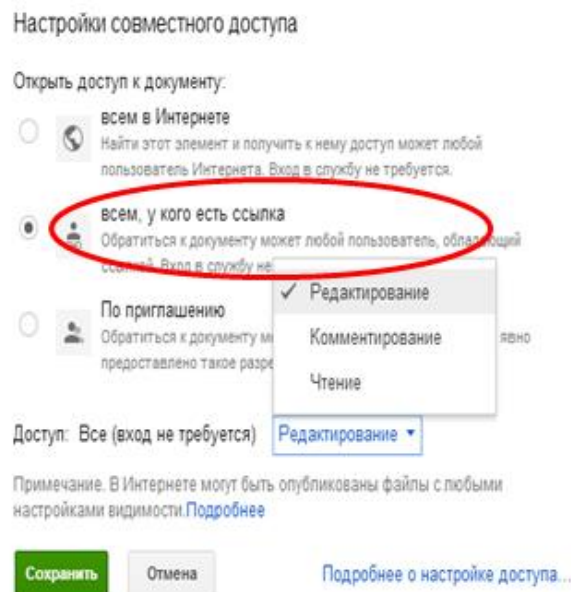 Настройки совместного доступа
Открыть доступ к документу:
всем в Интернете
Найти этот элемент и получить к нему доступ может любой
пользователь Интернета. Вход в службу не требуется.
всем, у кого есть ссылка
Обратиться к документу может любой пользователь, обладающий
ссылкой. Вход в службу не
Редактирование
По приглашению
Обратиться к документу
Комментирование
явно
предоставлено такое
Чтение
Доступ: Все (вход не требуется) Редактирование
Примечание. В Интернете могут быть опубликованы файлы с любыми
настройками видимости.Подробнее
Сохранить Отмена Подробнее о настройке доступа...